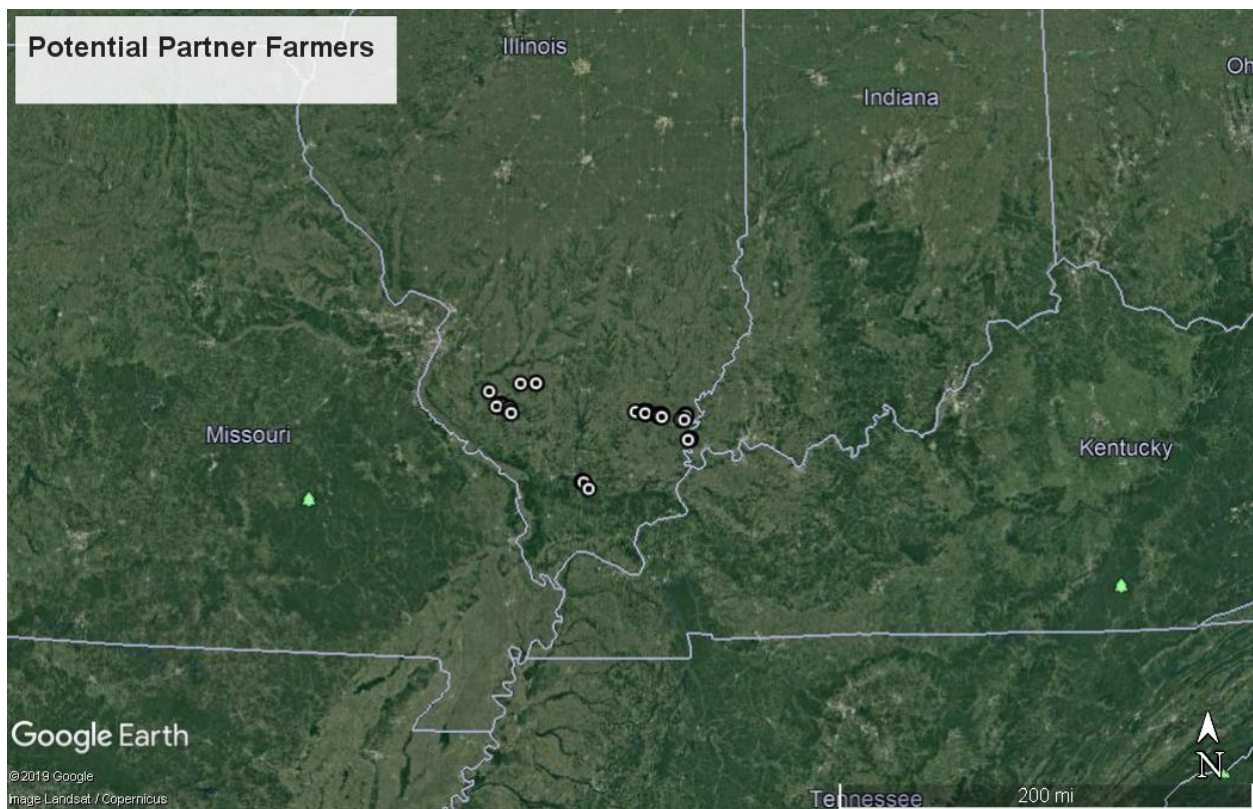 Potential Partner Farmers
Illinois
Oh
Indiana
Missouri
Kentucky
Google Earth
N
©2019 Google
Image Landsat / Copernicus
Tennessee
200 mi